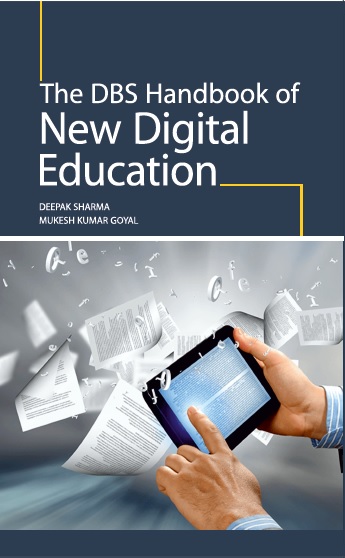 The DBS Handbook of
New Digital
Education
DEEPAK SHARMA
MUKESH KUMAR GOYAL